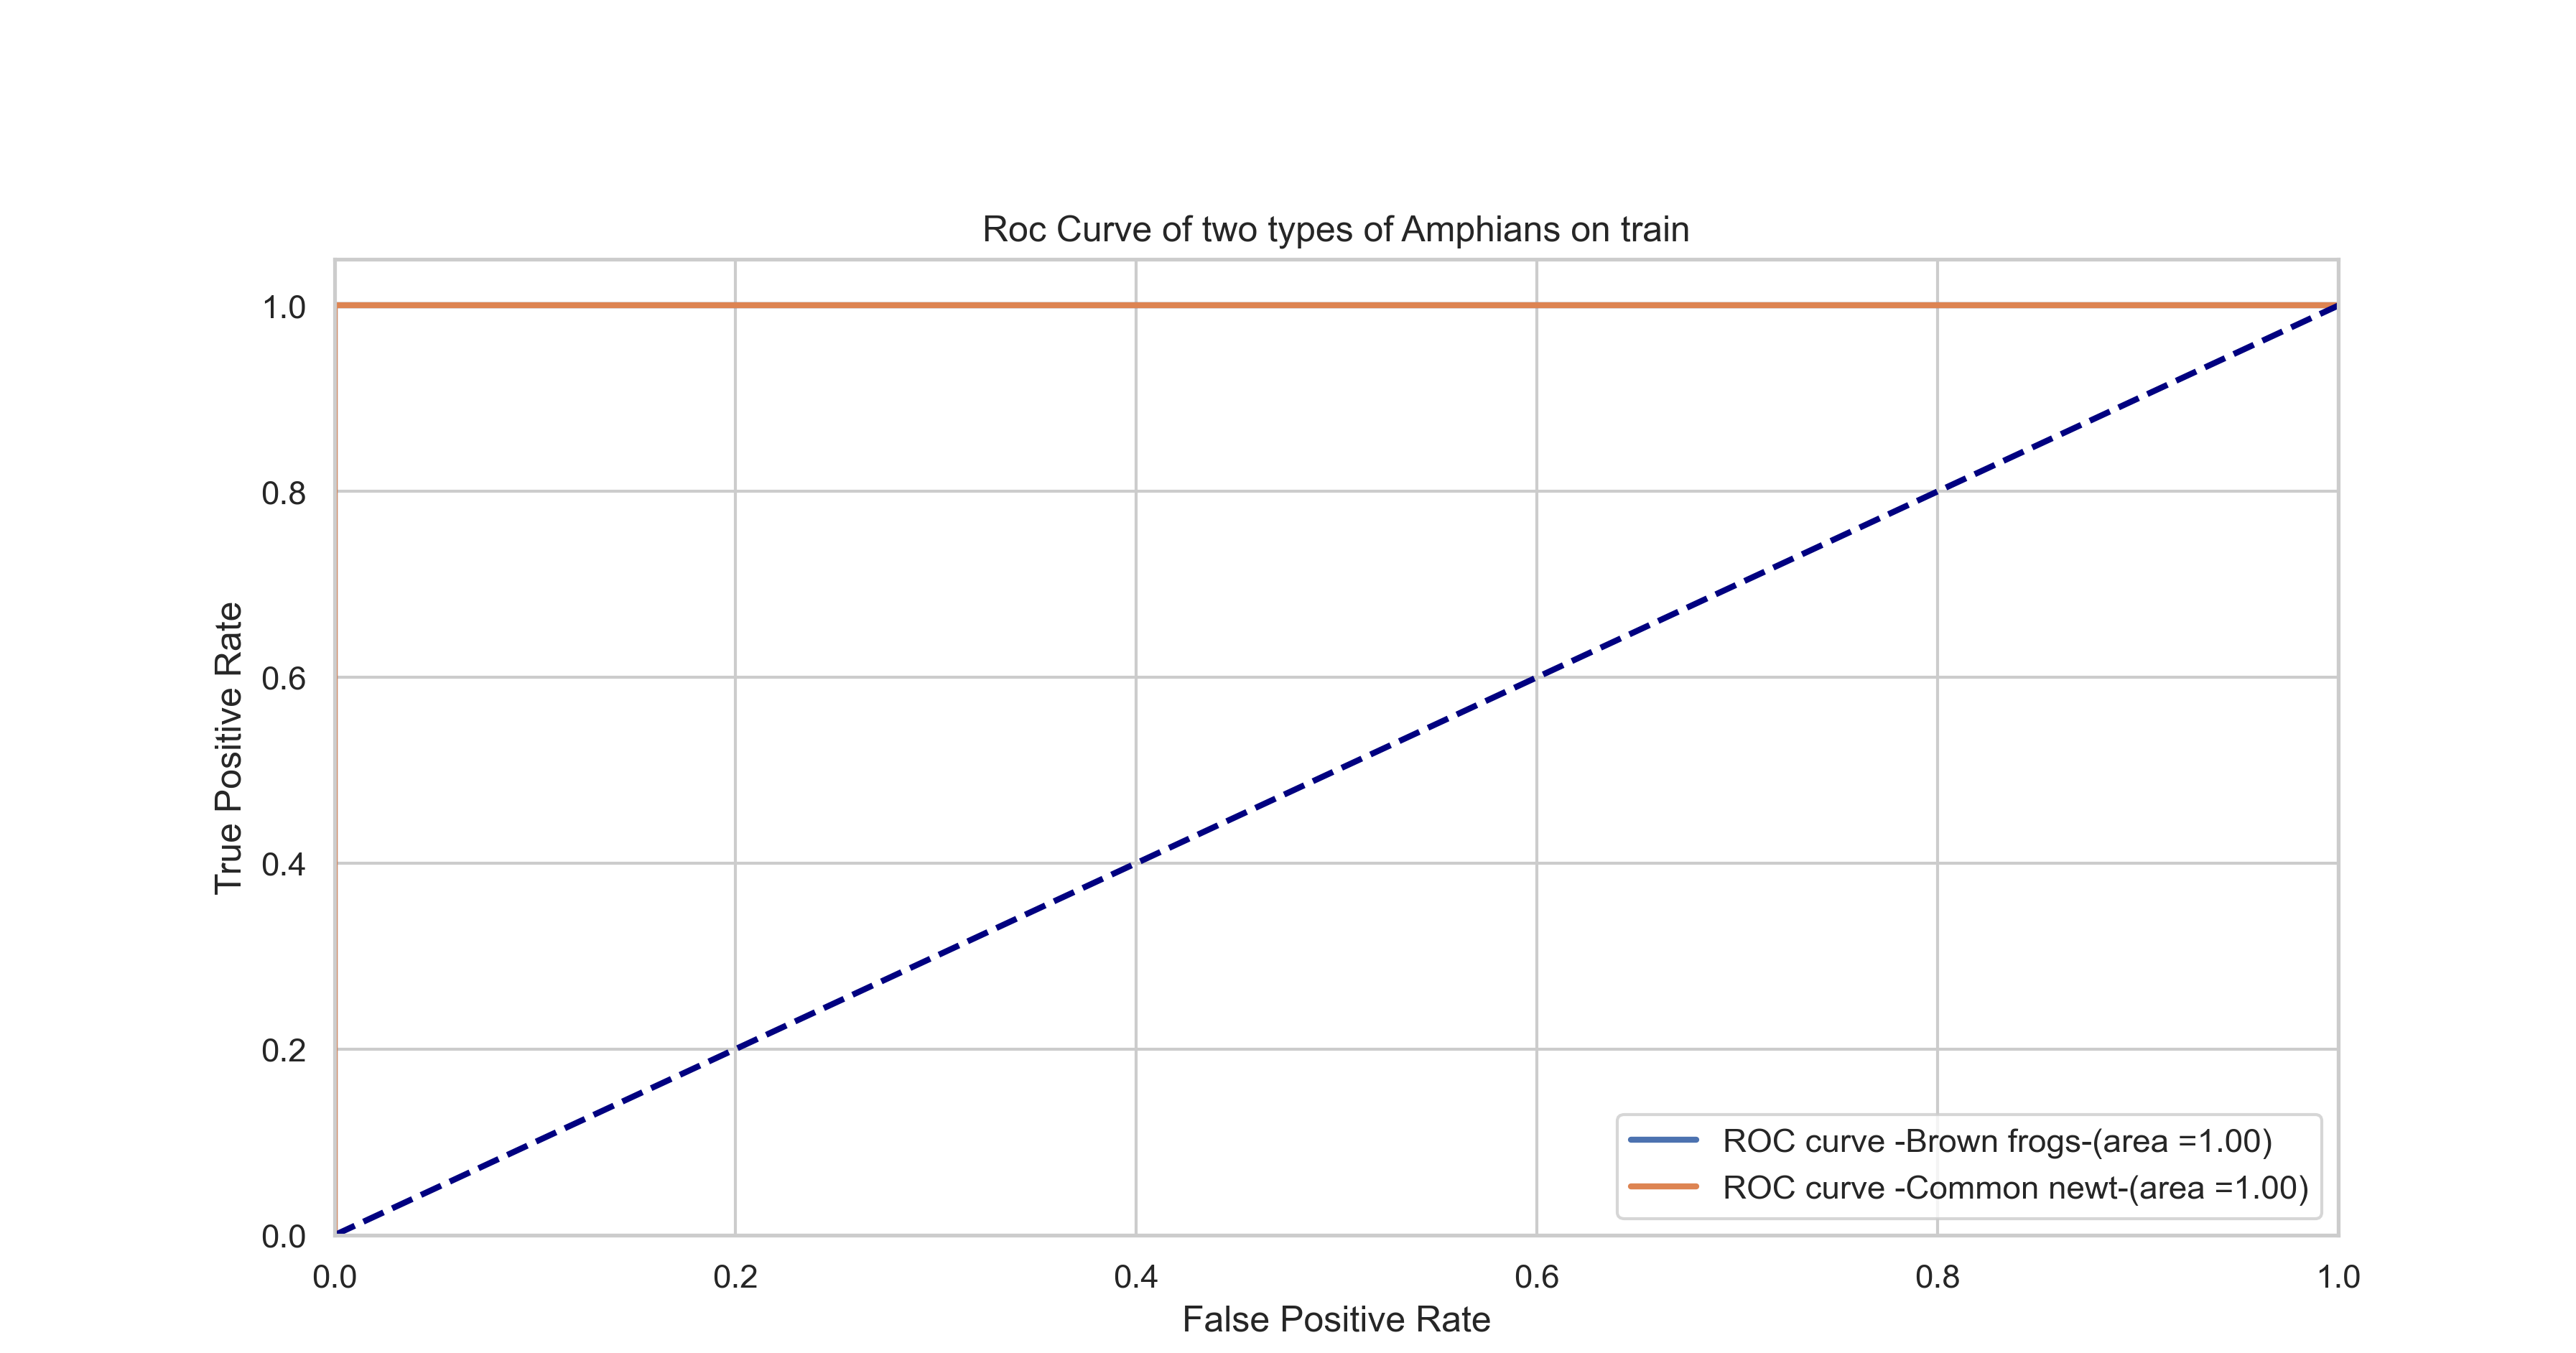 Roc Curve of two types of Amphians on train
1.0
0.8
0.6
0.4
0.2
0.0
True Positive Rate
0.0 0.2 0.4 0.6 0.8 1.0
False Positive Rate
ROC curve -Brown frogs-(area =1.00)
ROC curve -Common newt-(area =1.00)